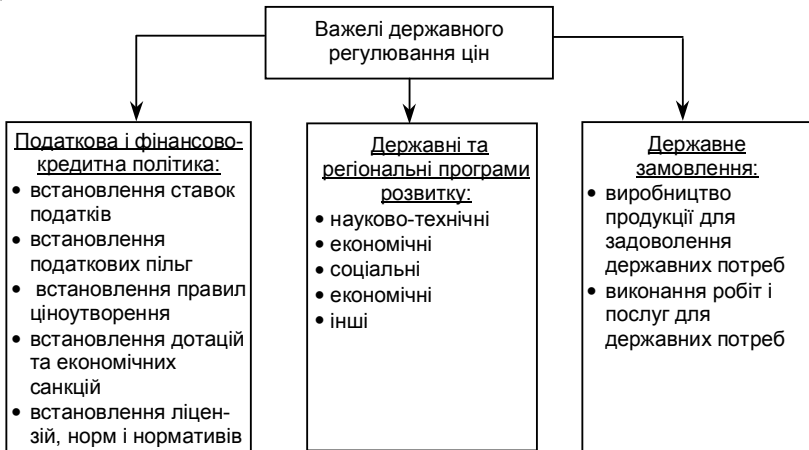 Важелі державного
регулювання цін
Податкова і фінансово-
кредитна політика:
• встановлення ставок
податків
• встановлення
податкових пільг
• встановлення правил
ціноутворення
• встановлення дотацій
та економічних
санкцій
• встановлення ліцен-
зій, норм і нормативів
Державні та
регіональні програми
розвитку:
• науково-технічні
• економічні
• соціальні
• економічні
• інші
Державне
замовлення:
• виробництво
продукції для
задоволення
державних потреб
• виконання робіт і
послуг для
державних потреб